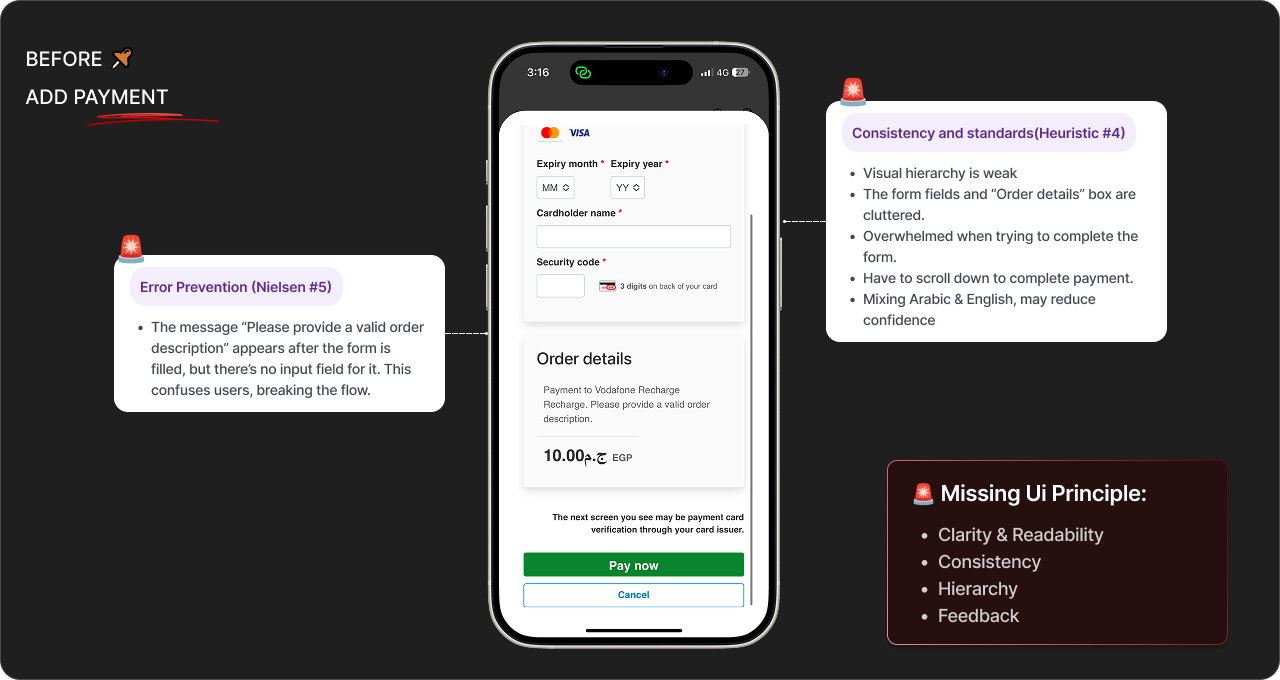 BEFORE
ADD PAYMENT
Error Prevention (Nielsen #5)
• The message “Please provide a valid order
description” appears after the form is
filled, but there’s no input field for it. This
confuses users, breaking the flow.
3:16
4G 27
VISA
Expiry month * Expiry year *
MM YY
Cardholder name *
Security code *
3 digits on back of your card
Order details
Payment to Vodafone Recharge
Recharge. Please provide a valid order
description.
10.00ج.م EGP
The next screen you see may be payment card
verification through your card issuer.
Pay now
Cancel
Consistency and standards(Heuristic #4)
• Visual hierarchy is weak
• The form fields and “Order details” box are
cluttered.
• Overwhelmed when trying to complete the
form.
• Have to scroll down to complete payment.
• Mixing Arabic & English, may reduce
confidence
Missing Ui Principle:
• Clarity & Readability
• Consistency
• Hierarchy
• Feedback